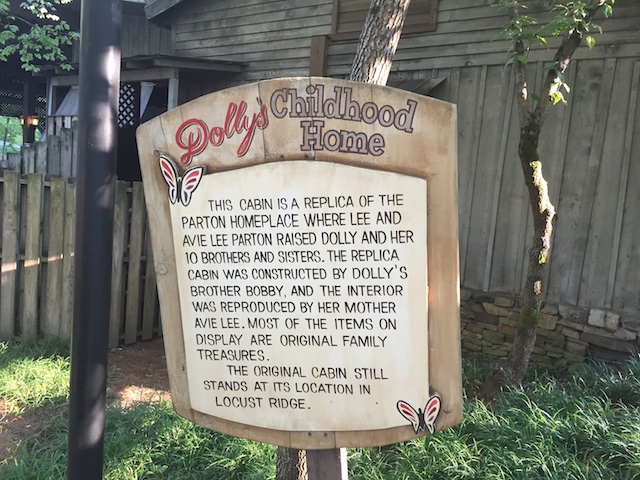 Dolly's Childhood
Home
THIS CABIN IS A REPLICA OF THE
PARTON HOMEPLACE WHERE LEE AND
AVIE LEE PARTON RAISED DOLLY AND HER
10 BROTHERS AND SISTERS. THE REPLICA
CABIN WAS CONSTRUCTED BY DOLLY'S
BROTHER BOBBY, AND THE INTERIOR
WAS REPRODUCED BY HER MOTHER
AVIE LEE. MOST OF THE ITEMS ON
DISPLAY ARE ORIGINAL FAMILY
TREASURES.
THE ORIGINAL CABIN STILL
STANDS AT ITS LOCATION IN
LOCUST RIDGE.